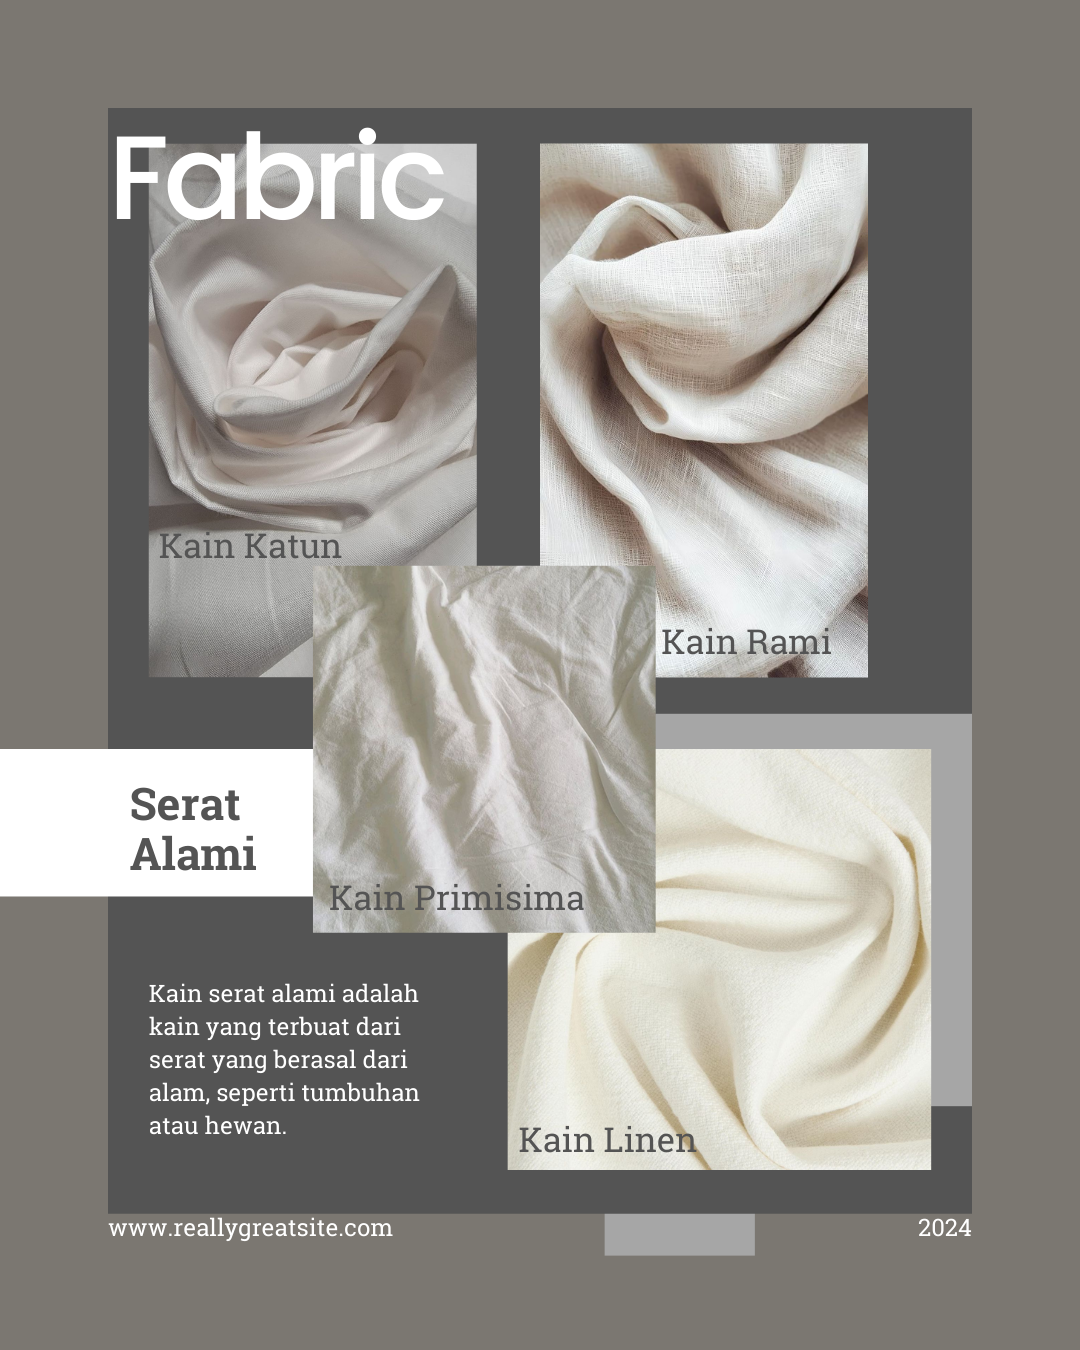 Fabric
Kain Katun
Kain Rami
Serat
Alami
Kain Primisima
Kain serat alami adalah
kain yang terbuat dari
serat yang berasal dari
alam, seperti tumbuhan
atau hewan.
Kain Linen
www.reallygreatsite.com
2024